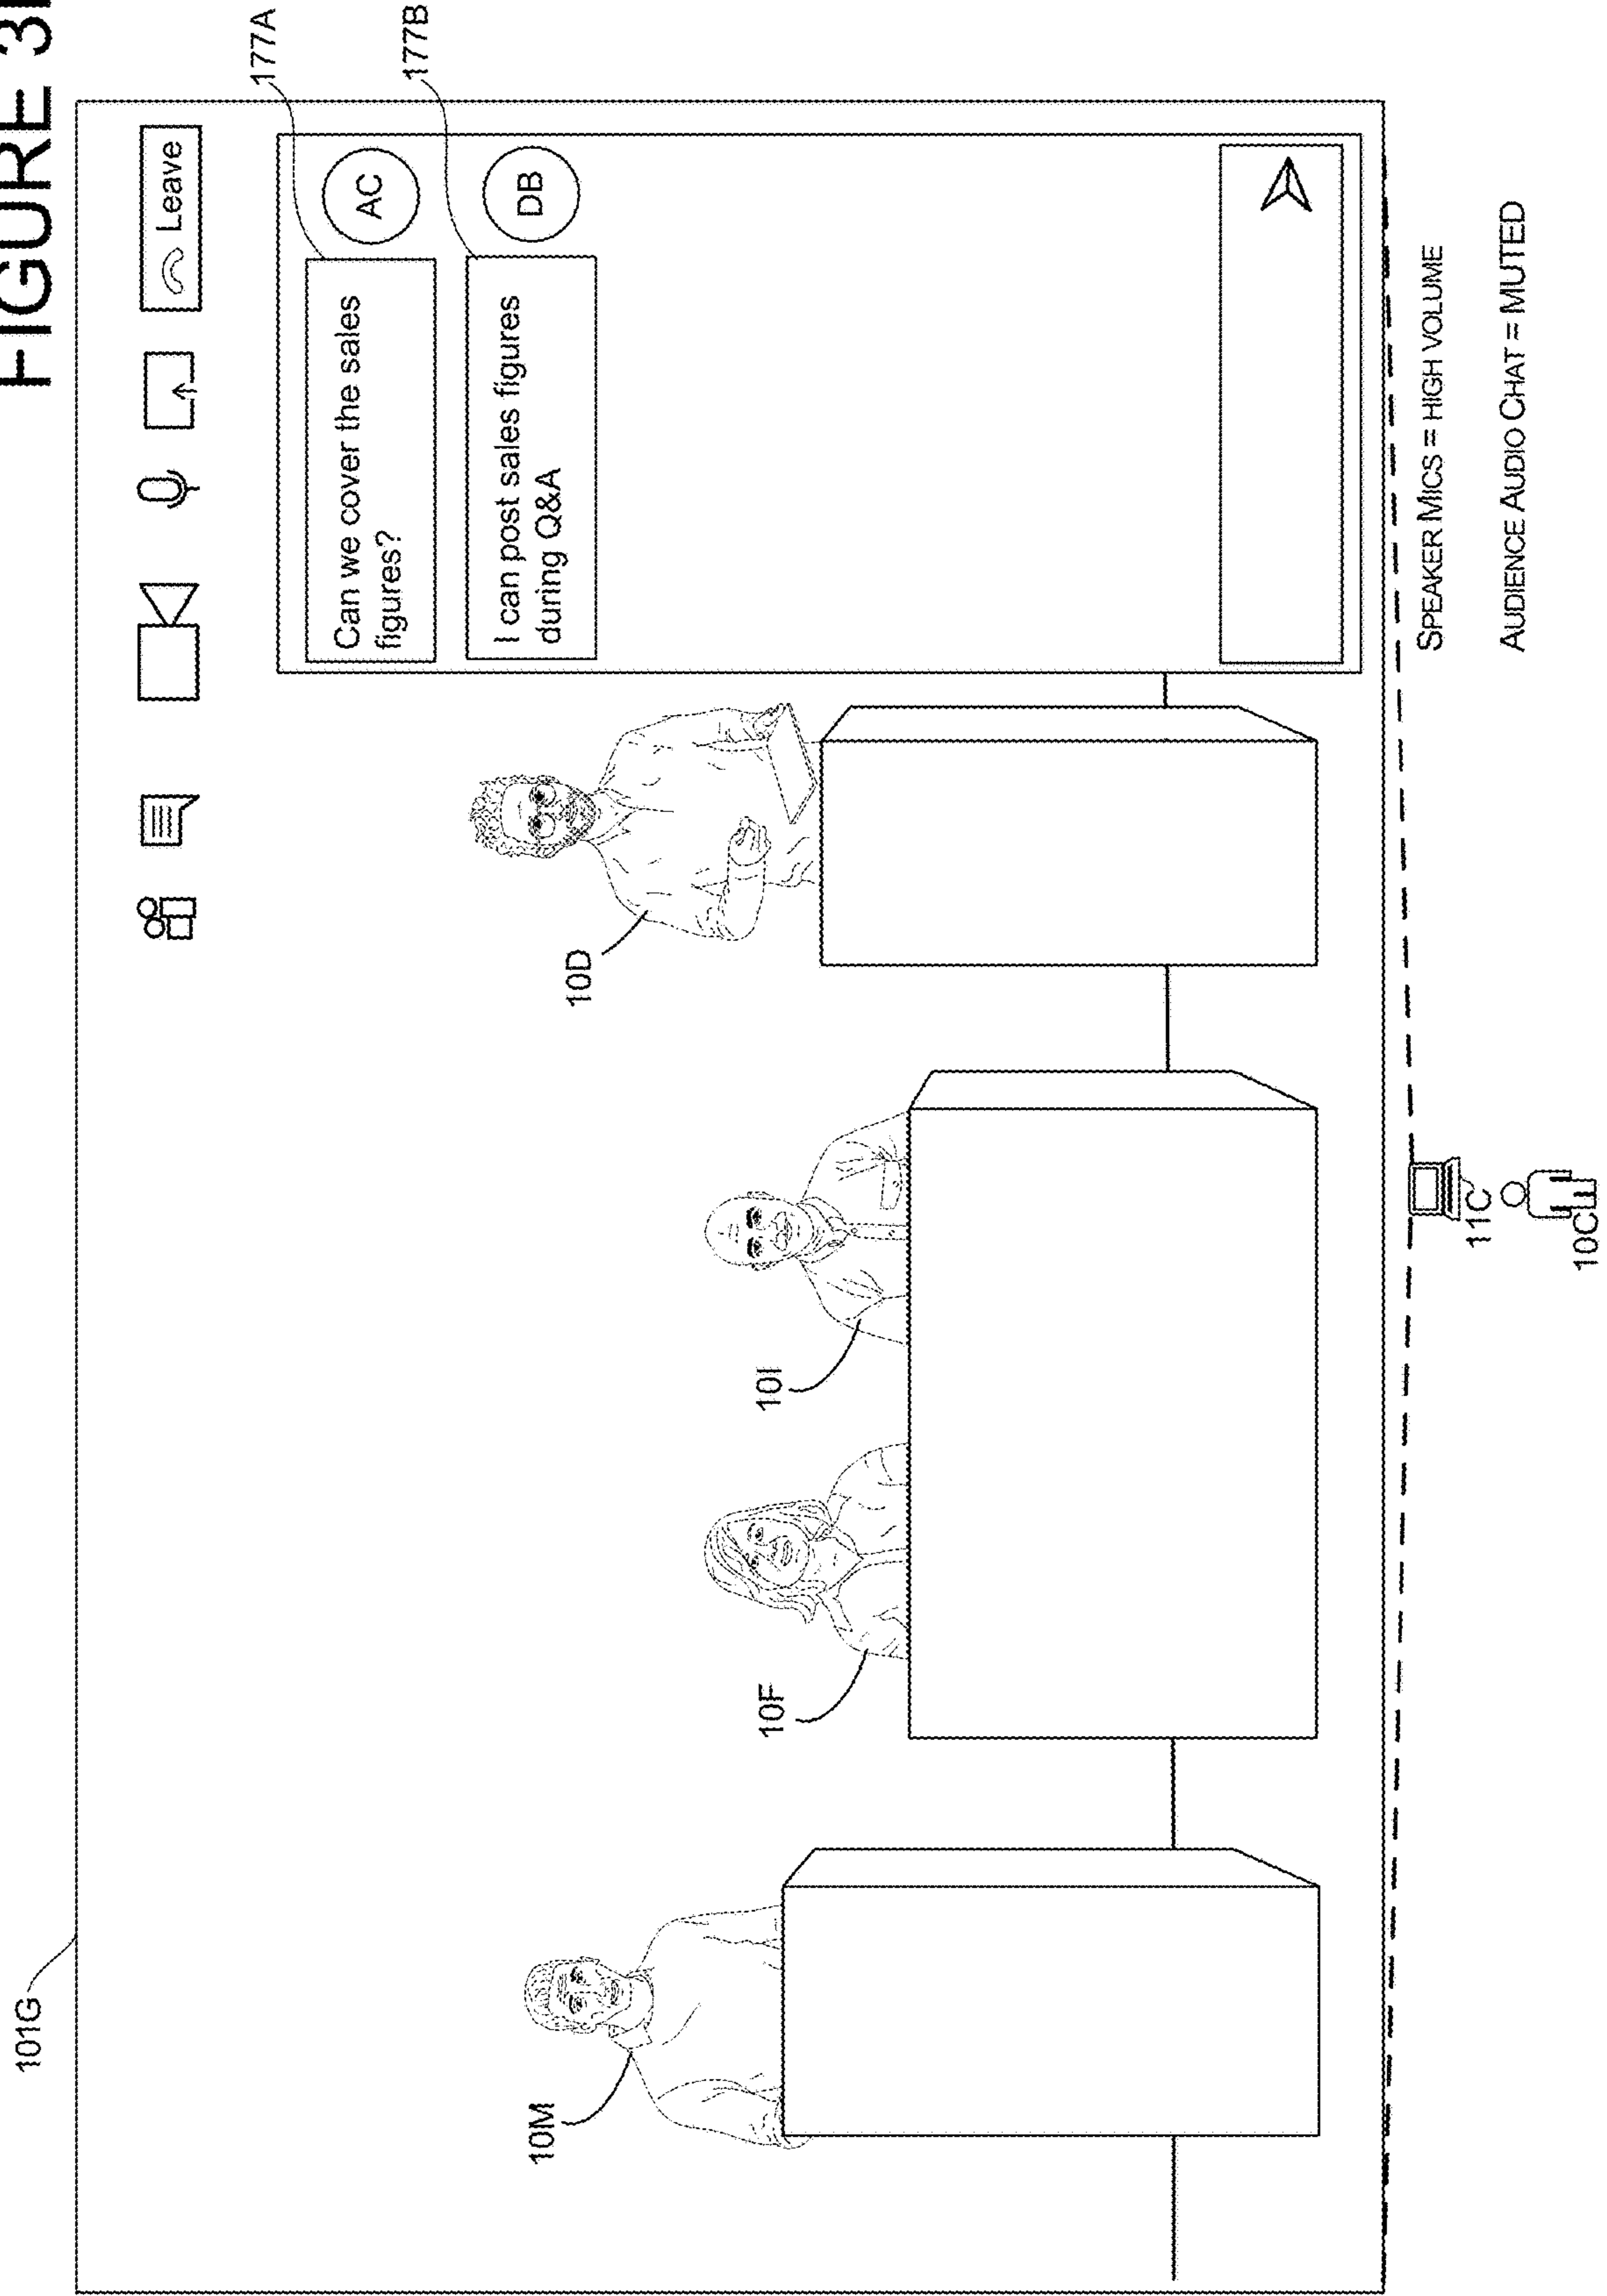 FIGURE 3
101G
Leave
177A
Can we cover the sales
figures?
AC
177B
I can post sales figures
during Q&A
DB
10M
10F
10I
10D
SPEAKER MICS = HIGH VOLUME
AUDIENCE AUDIO CHAT = MUTED
11C
10C